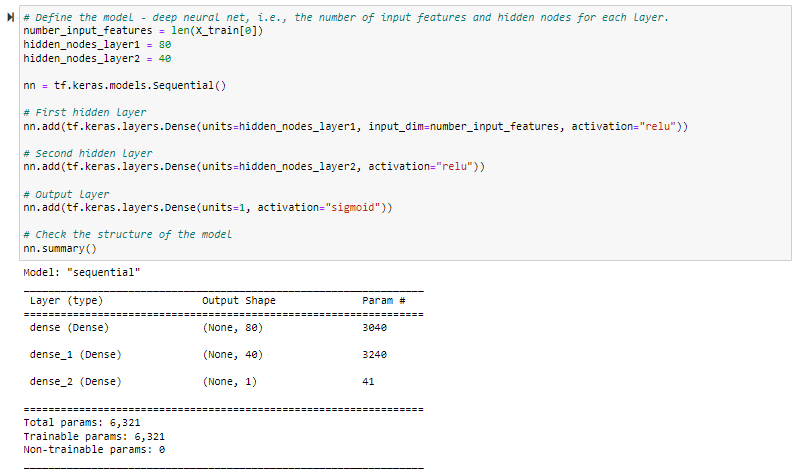 # Define the model - deep neural net, i.e., the number of input features and hidden nodes for each layer.
number_input_features = len(X_train[0])
hidden_nodes_layer1 = 80
hidden_nodes_layer2 = 40
nn = tf.keras.models.Sequential()
# First hidden layer
nn.add(tf.keras.layers.Dense(units=hidden_nodes_layer1, input_dim=number_input_features, activation="relu"))
# Second hidden layer
nn.add(tf.keras.layers.Dense(units=hidden_nodes_layer2, activation="relu"))
# Output layer
nn.add(tf.keras.layers.Dense(units=1, activation="sigmoid"))
# Check the structure of the model
nn.summary()
Model: "sequential"
_________________________________________________________________
Layer (type) Output Shape Param #
=================================================================
dense (Dense) (None, 80) 3040
dense_1 (Dense) (None, 40) 3240
dense_2 (Dense) (None, 1) 41
=================================================================
Total params: 6,321
Trainable params: 6,321
Non-trainable params: 0
_________________________________________________________________